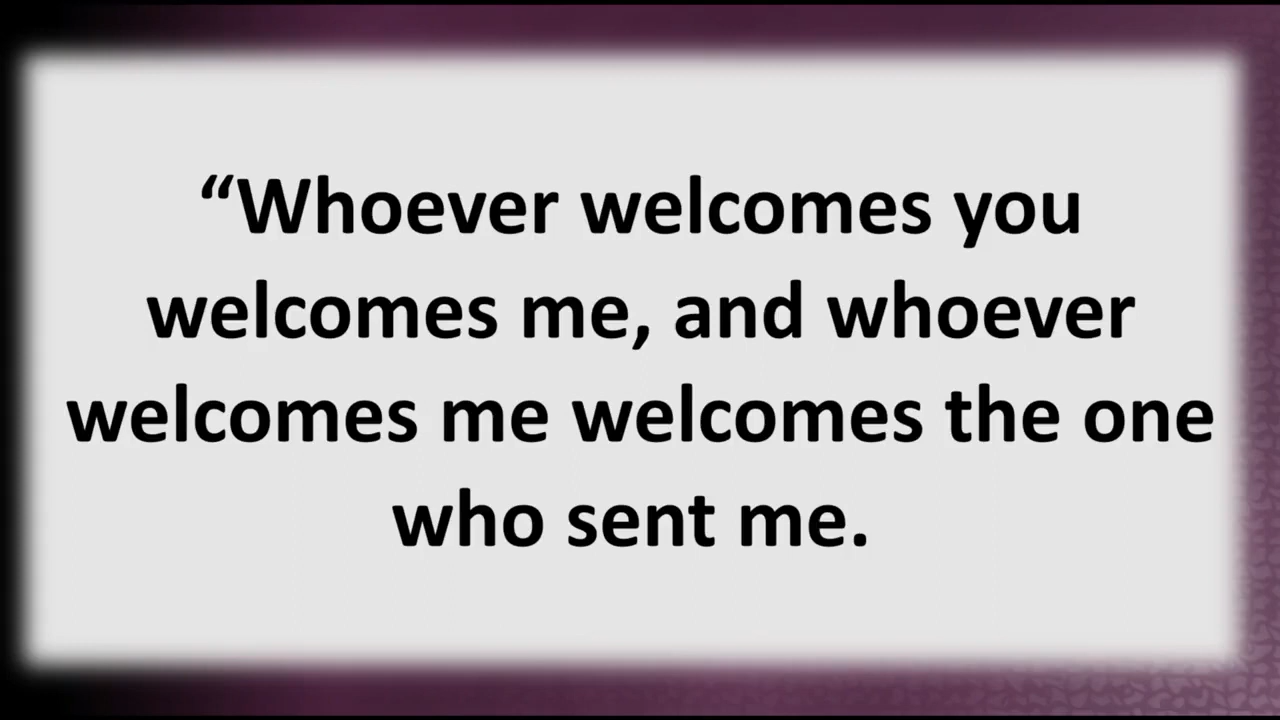 “Whoever welcomes you
welcomes me, and whoever
welcomes me welcomes the one
who sent me.